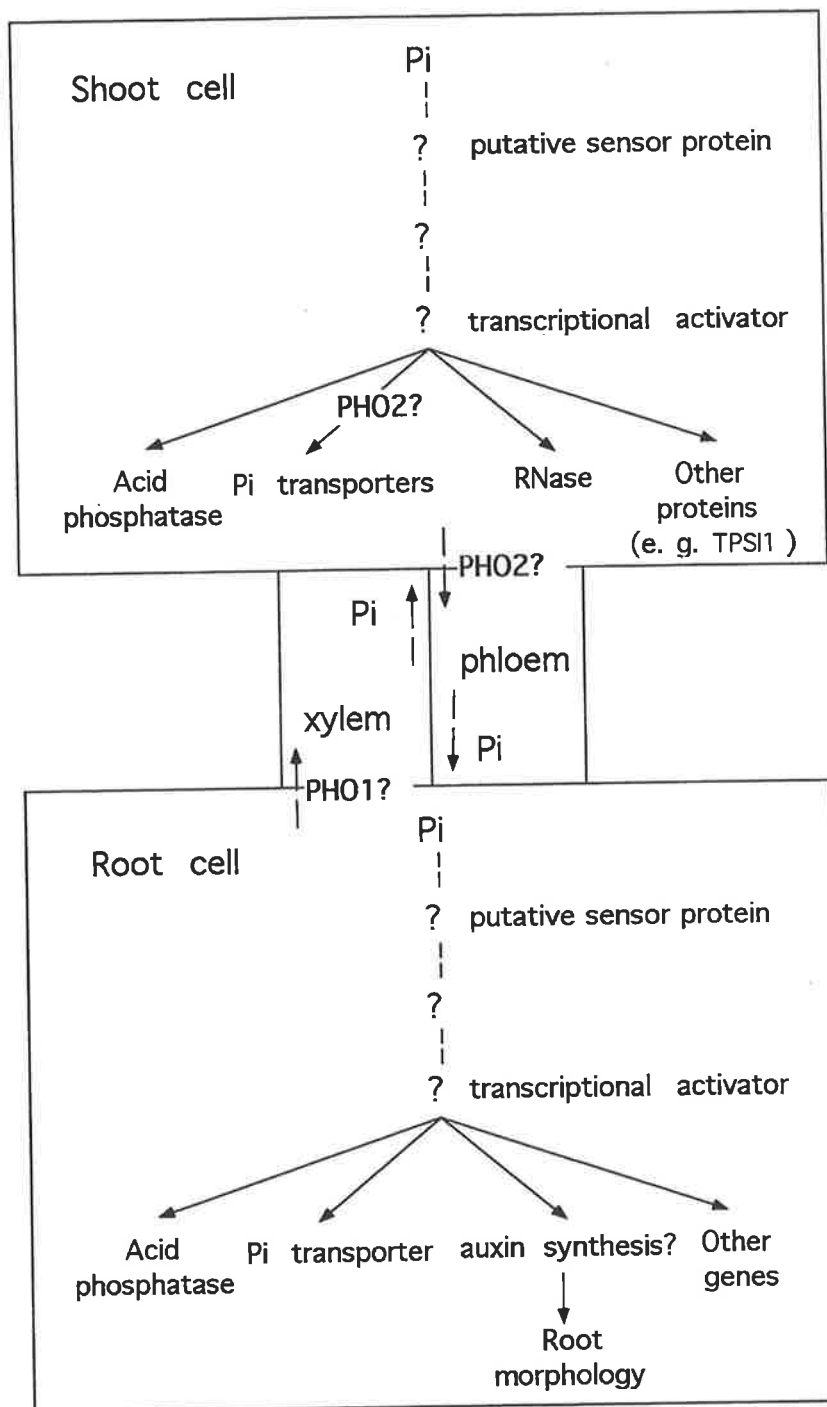 Pi
Shoot cell
? putative sensor protein
?
? transcriptional activator
PHO2?
Acid
phosphatase
Pi transporters
RNase
Other
proteins
(e. g. TPSI1 )
PHO2?
Pi
phloem
xylem
Pi
PHO1?
Pi
Root cell
? putative sensor protein
?
? transcriptional activator
Acid
phosphatase
Pi transporter
auxin synthesis?
Other
genes
Root
morphology